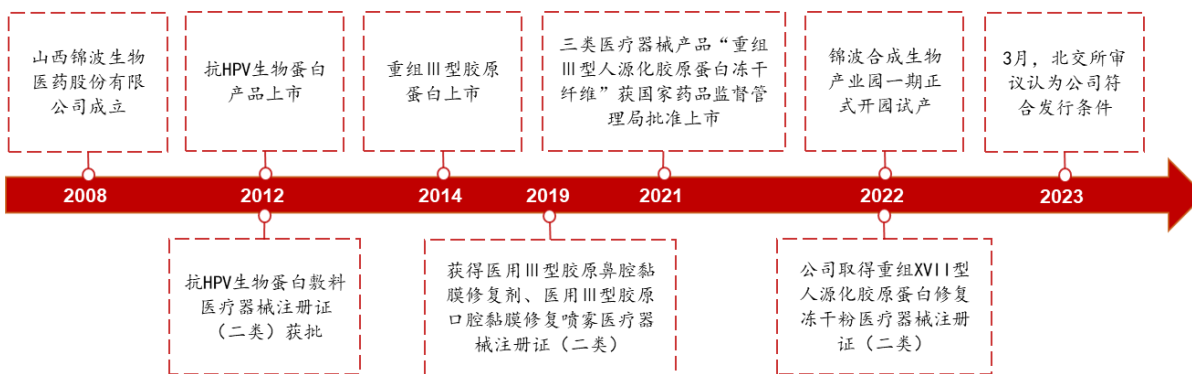 山西锦波生物
医药股份有限
公司成立
抗HPV生物蛋白
产品上市
重组Ⅲ型胶原
蛋白上市
三类医疗器械产品“重组
Ⅲ型人源化胶原蛋白冻干
纤维”获国家药品监督管
理局批准上市
锦波合成生物
产业园一期正
式开园试产
3月，北交所审
议认为公司符
合发行条件
2008
2012
2014
2019
2021
2022
2023
抗HPV生物蛋白敷料
医疗器械注册证
（二类）获批
获得医用Ⅲ型胶原鼻腔黏
膜修复剂、医用Ⅲ型胶原
口腔黏膜修复喷雾医疗器
械注册证（二类）
公司取得重组XVII型
人源化胶原蛋白修复
冻干粉医疗器械注册
证（二类）